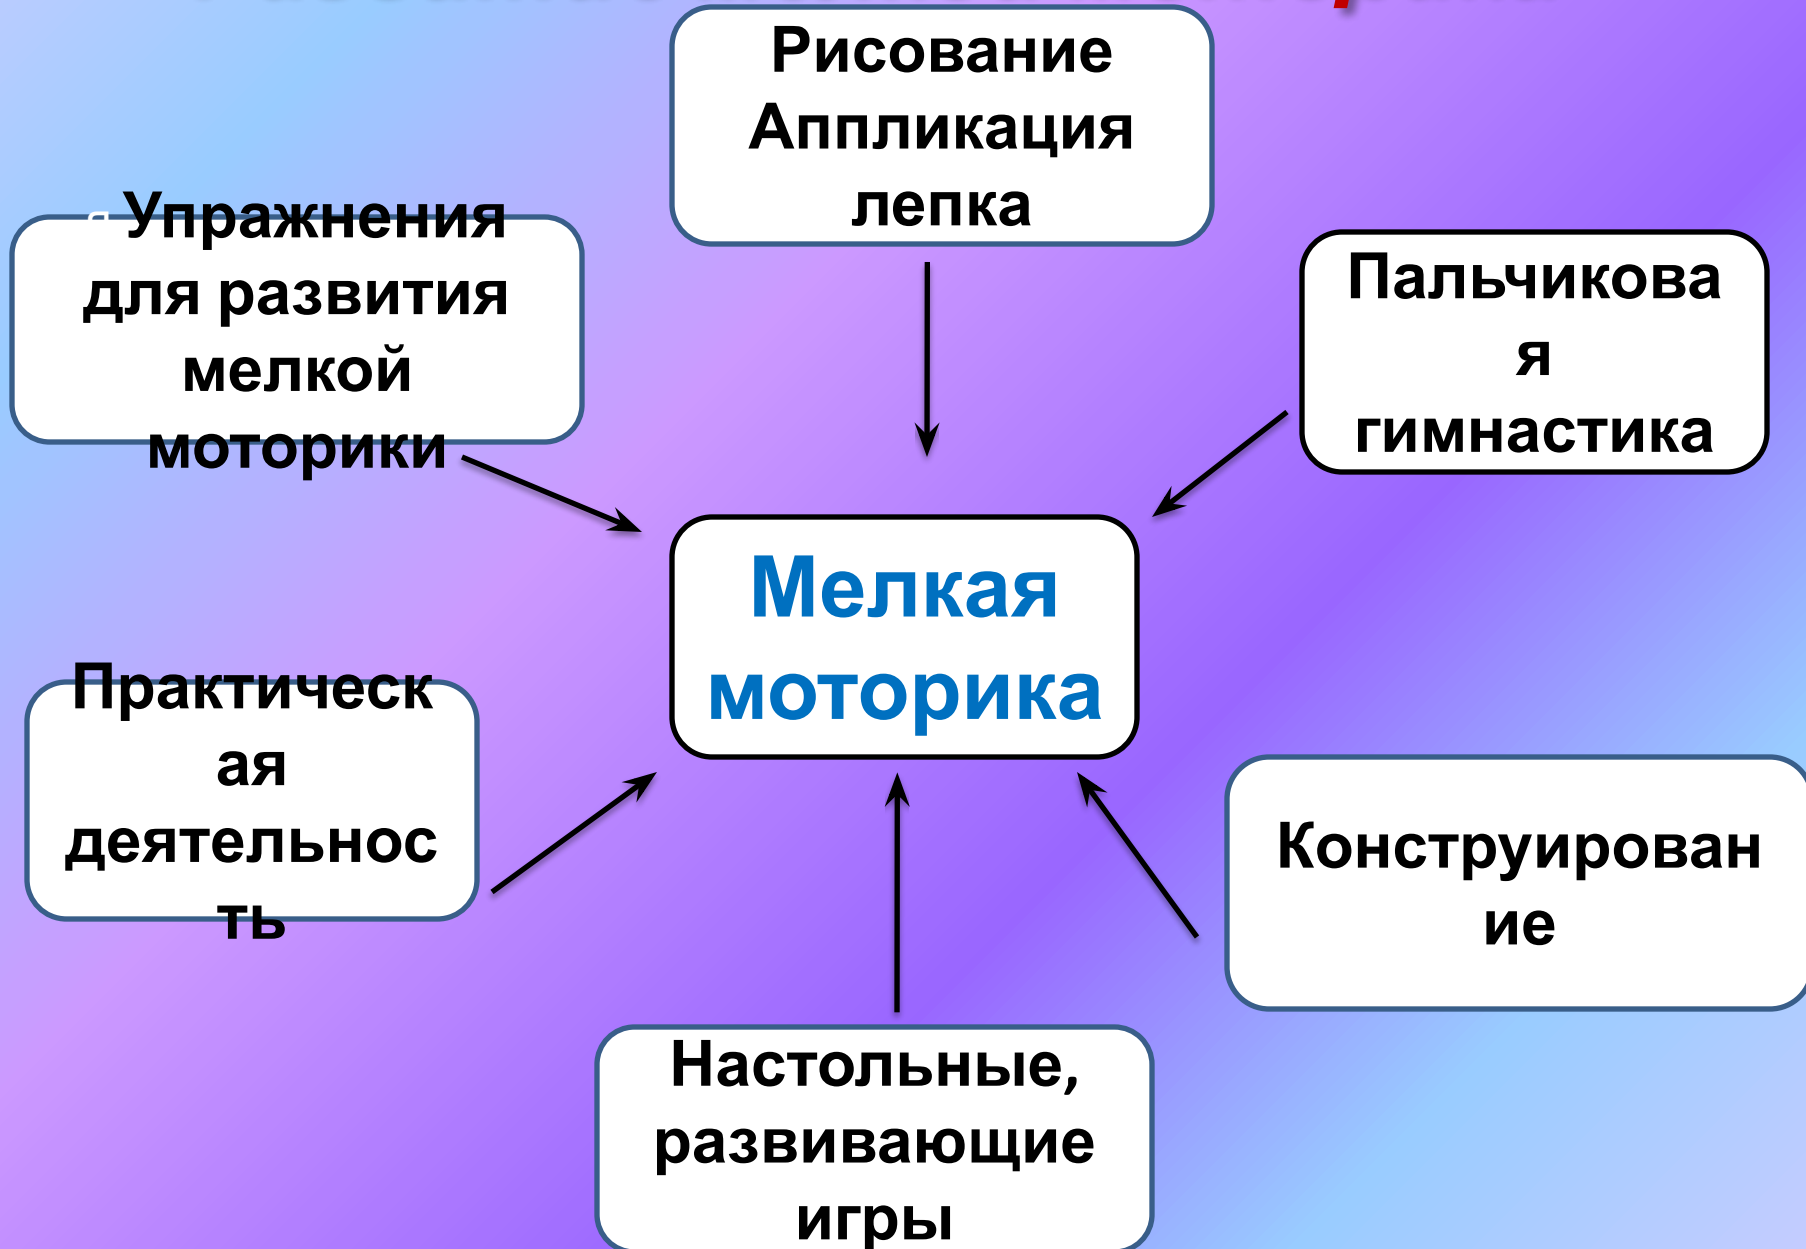 Рисование
Аппликация
лепка
я Упражнения
для развития
мелкой
моторики
Пальчикова
я
гимнастика
Мелкая
моторика
Практическ
ая
деятельнос
ть
Конструирован
ие
Настольные,
развивающие
игры